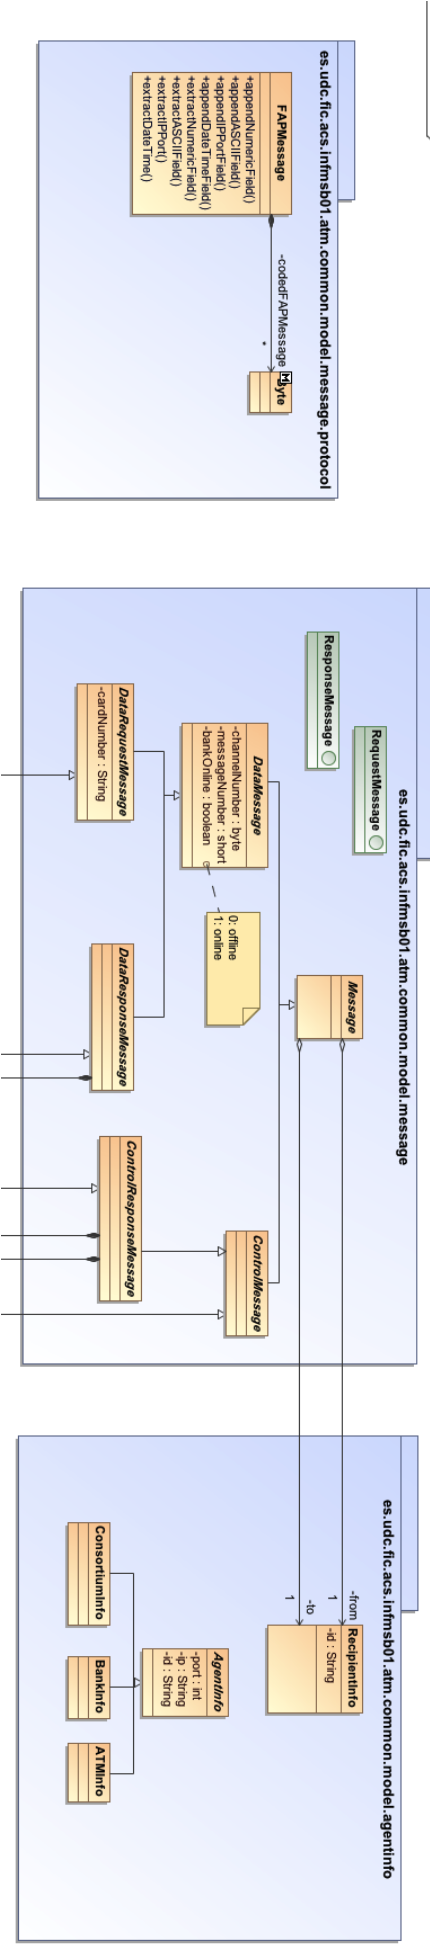 es.udc.fic.acs.infmsb01.atm.common.model.message.protocol
FAPMessage
+appendNumericField()
+appendASCIIField()
+appendIPPortField()
+appendDateTimeField()
+extractNumericField()
+extractASCIIField()
+extractIPPort()
+extractDateTime()
-codedFAPMessage
*
Byte
es.udc.fic.acs.infmsb01.atm.common.model.message
RequestMessage
ResponseMessage
Message
DataMessage
-channelNumber : byte
-messageNumber : short
-bankOnline : boolean
0: offline
1: online
ControlMessage
DataRequestMessage
-cardNumber : String
DataResponseMessage
ControlResponseMessage
es.udc.fic.acs.infmsb01.atm.common.model.agentinfo
-from
1
-to
1
RecipientInfo
-id : String
AgentInfo
-port : int
-ip : String
-id : String
ConsortiumInfo
BankInfo
ATMInfo